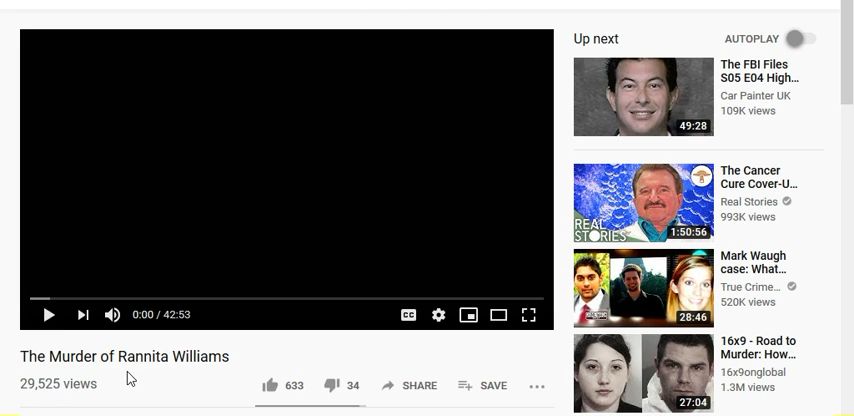 Up next
AUTOPLAY
The FBI Files
S05 E04 High...
Car Painter UK
109K views
49:28
The Cancer
Cure Cover-U...
Real Stories
993K views
REAL
STORIES
1:50:56
Mark Waugh
case: What...
True Crime...
520K views
28:46
16x9 - Road to
Murder: How...
16x9onglobal
1.3M views
27:04
0:00 / 42:53
CC
The Murder of Rannita Williams
29,525 views
633
34
SHARE
SAVE